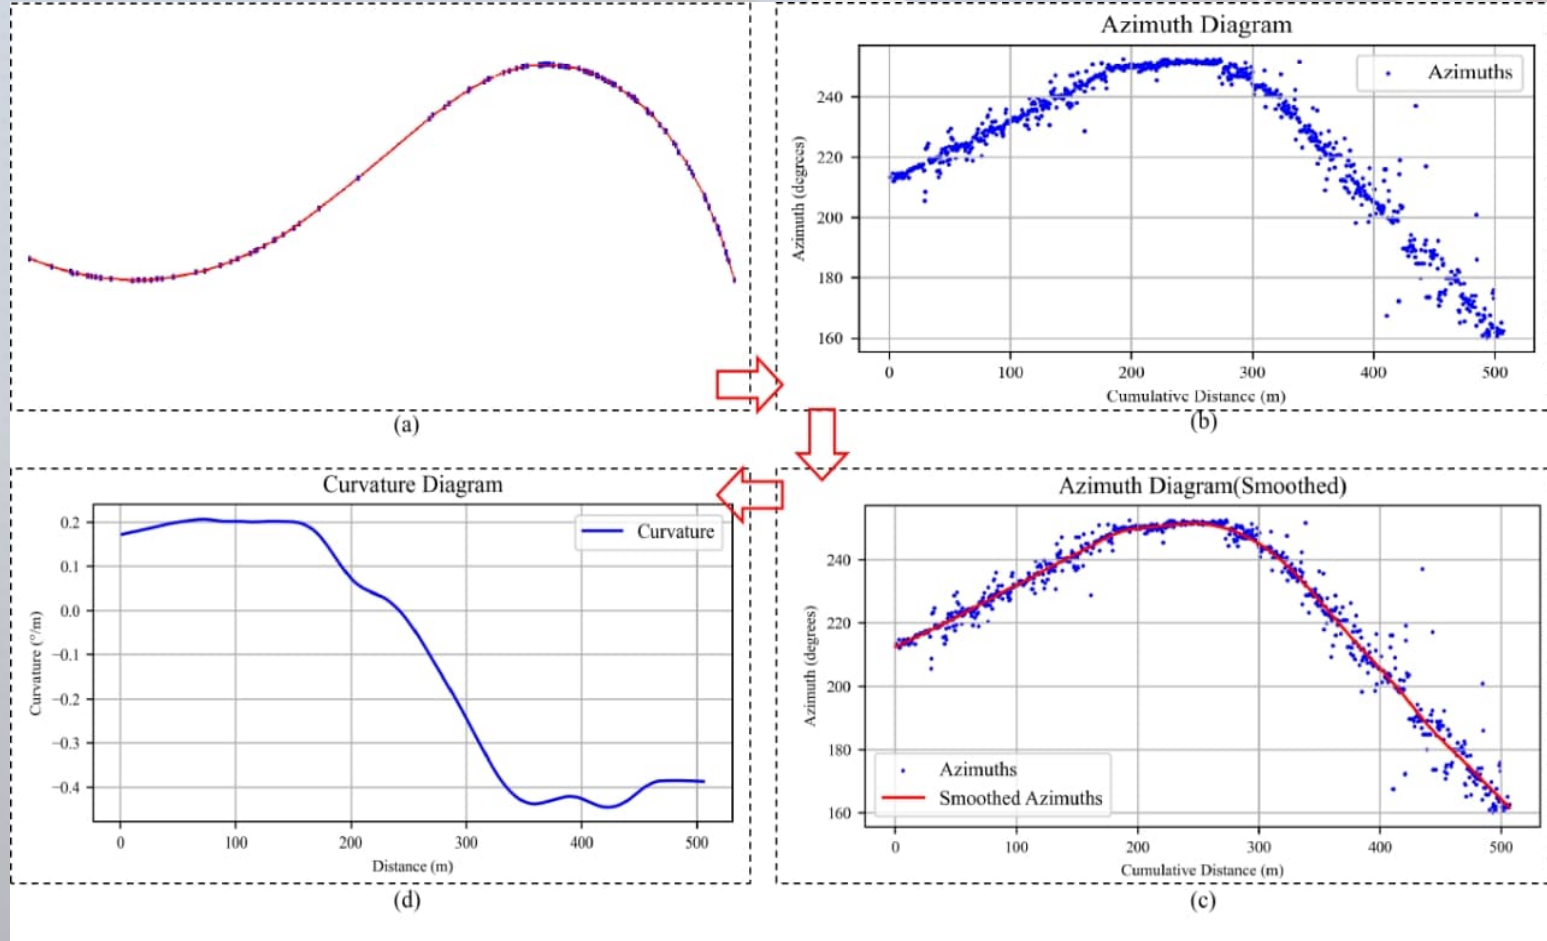 (a)
Azimuth Diagram
Azimuths
Azimuth (degrees)
240
220
200
180
160
0 100 200 300 400 500
Cumulative Distance (m)
(b)
Curvature Diagram
Curvature
Curvature (°/m)
0.2
0.1
0.0
−0.1
−0.2
−0.3
−0.4
0 100 200 300 400 500
Distance (m)
(d)
Azimuth Diagram(Smoothed)
Azimuth (degrees)
240
220
200
180
160
Azimuths
Smoothed Azimuths
0 100 200 300 400 500
Cumulative Distance (m)
(c)